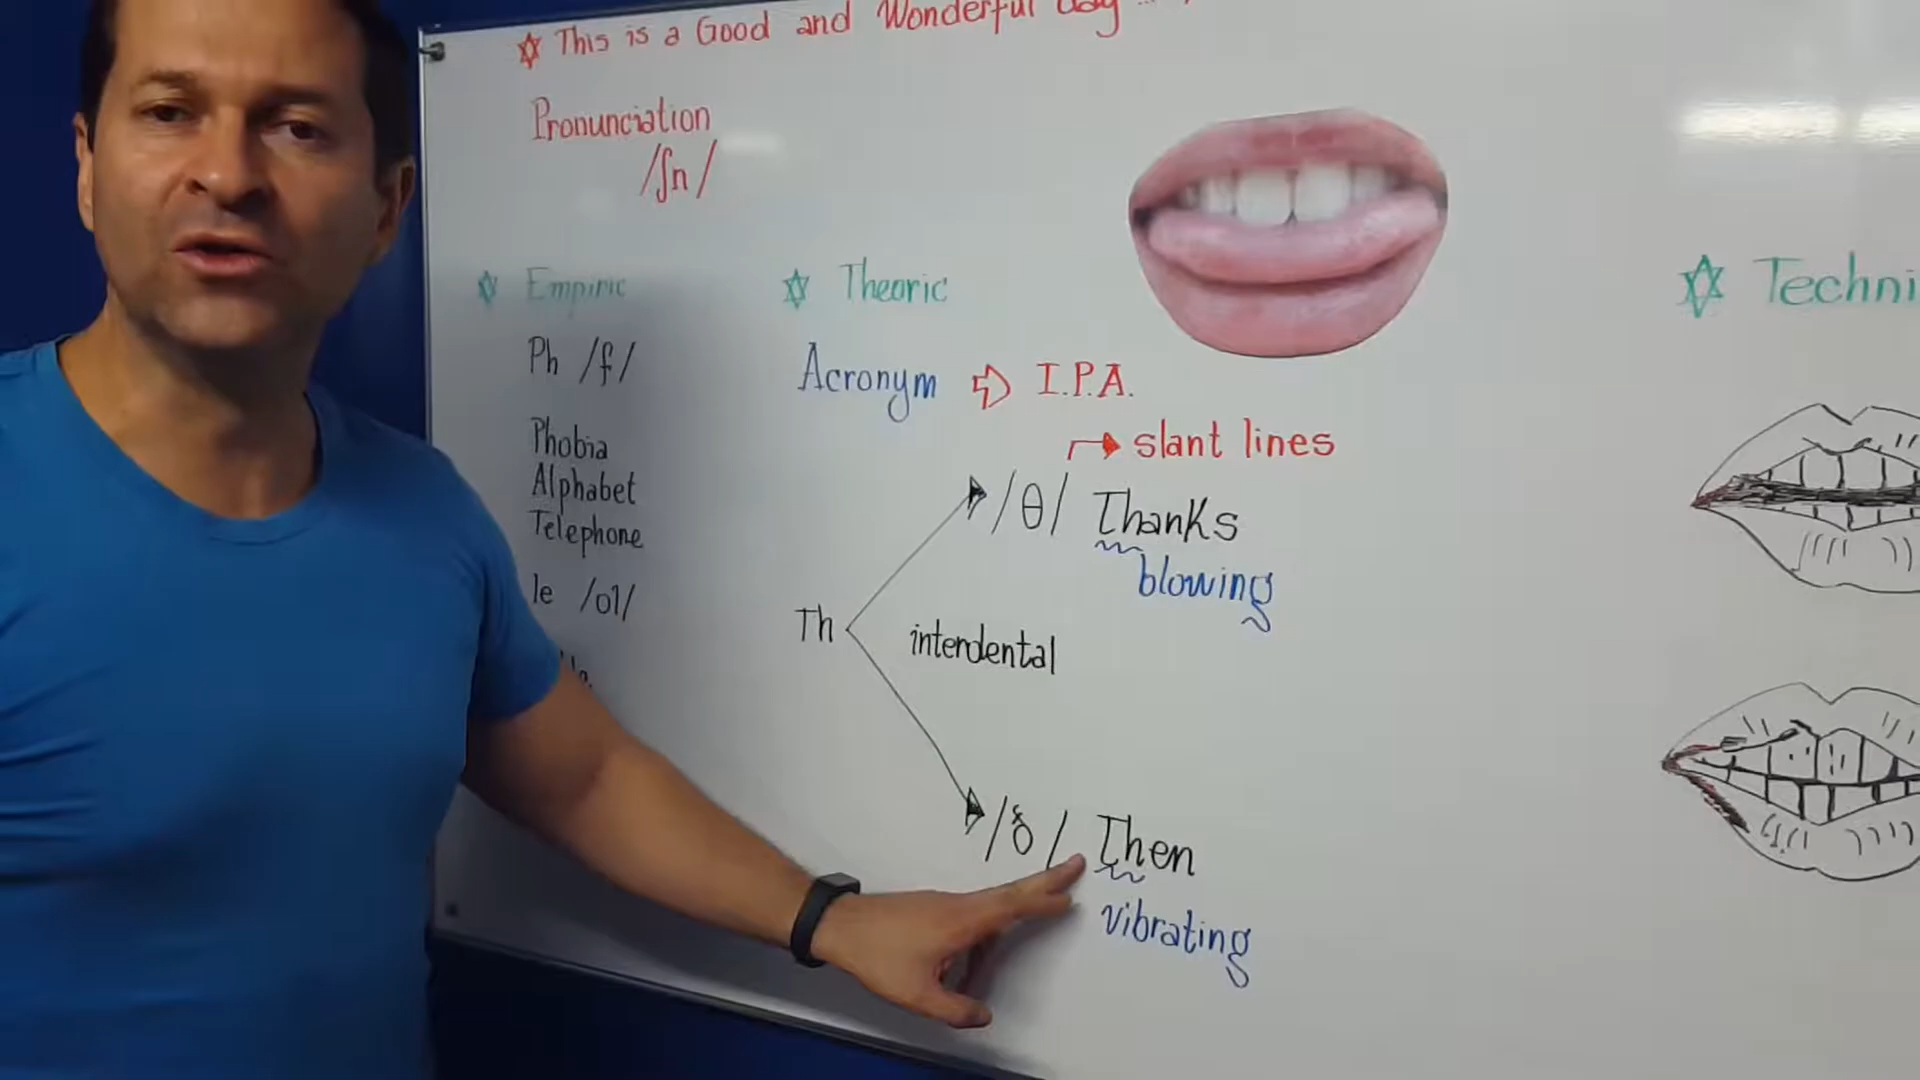 This is a Good and Wonderful day...
Pronunciation
/ʃn/
Empiric
Ph /f/
Phobia
Alphabet
Telephone
le /ol/
Theoric
Acronym ⇨ I.P.A.
slant lines
/θ/ Thanks
blowing
Th
interdental
/ð/ Then
vibrating
Techni